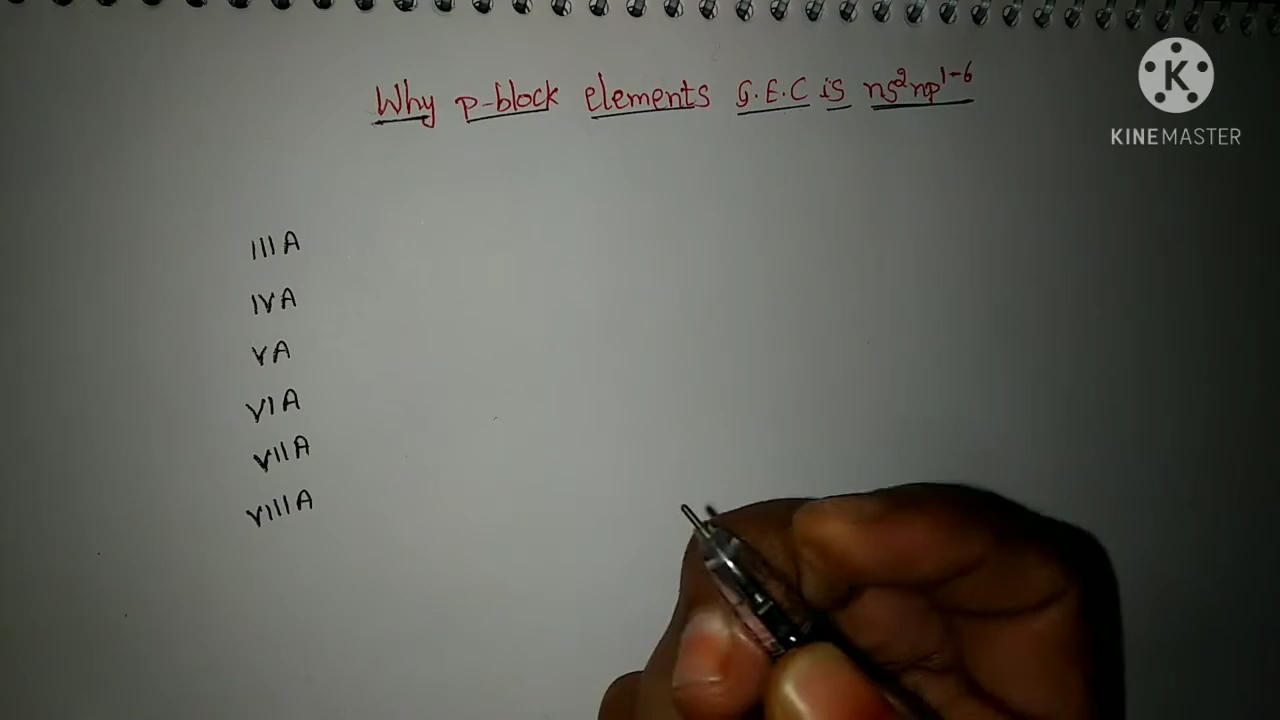 Why p-block elements G.E.C is ns²np¹⁻⁶
K
KINEMASTER
IIIA
IVA
VA
VIA
VIIA
VIIIA